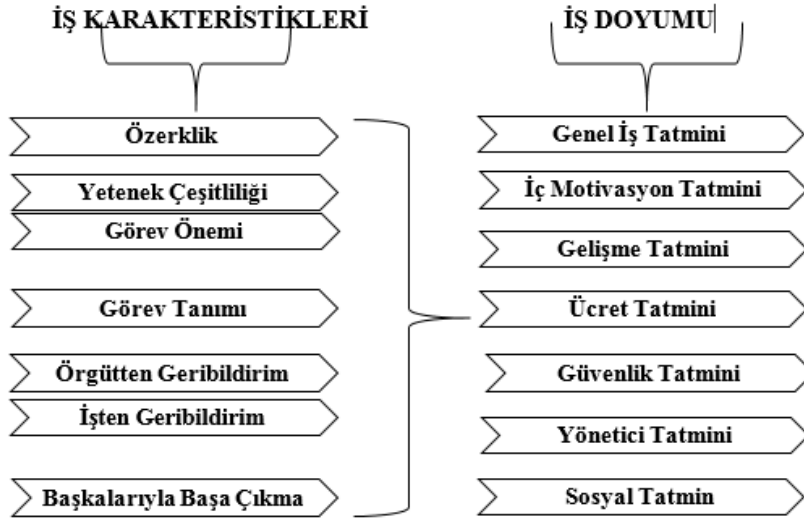 İŞ KARAKTERİSTİKLERİ
Özerklik
Yetenek Çeşitliliği
Görev Önemi
Görev Tanımı
Örgütten Geribildirim
İşten Geribildirim
Başkalarıyla Başa Çıkma
İŞ DOYUMU
Genel İş Tatmini
İç Motivasyon Tatmini
Gelişme Tatmini
Ücret Tatmini
Güvenlik Tatmini
Yönetici Tatmini
Sosyal Tatmin